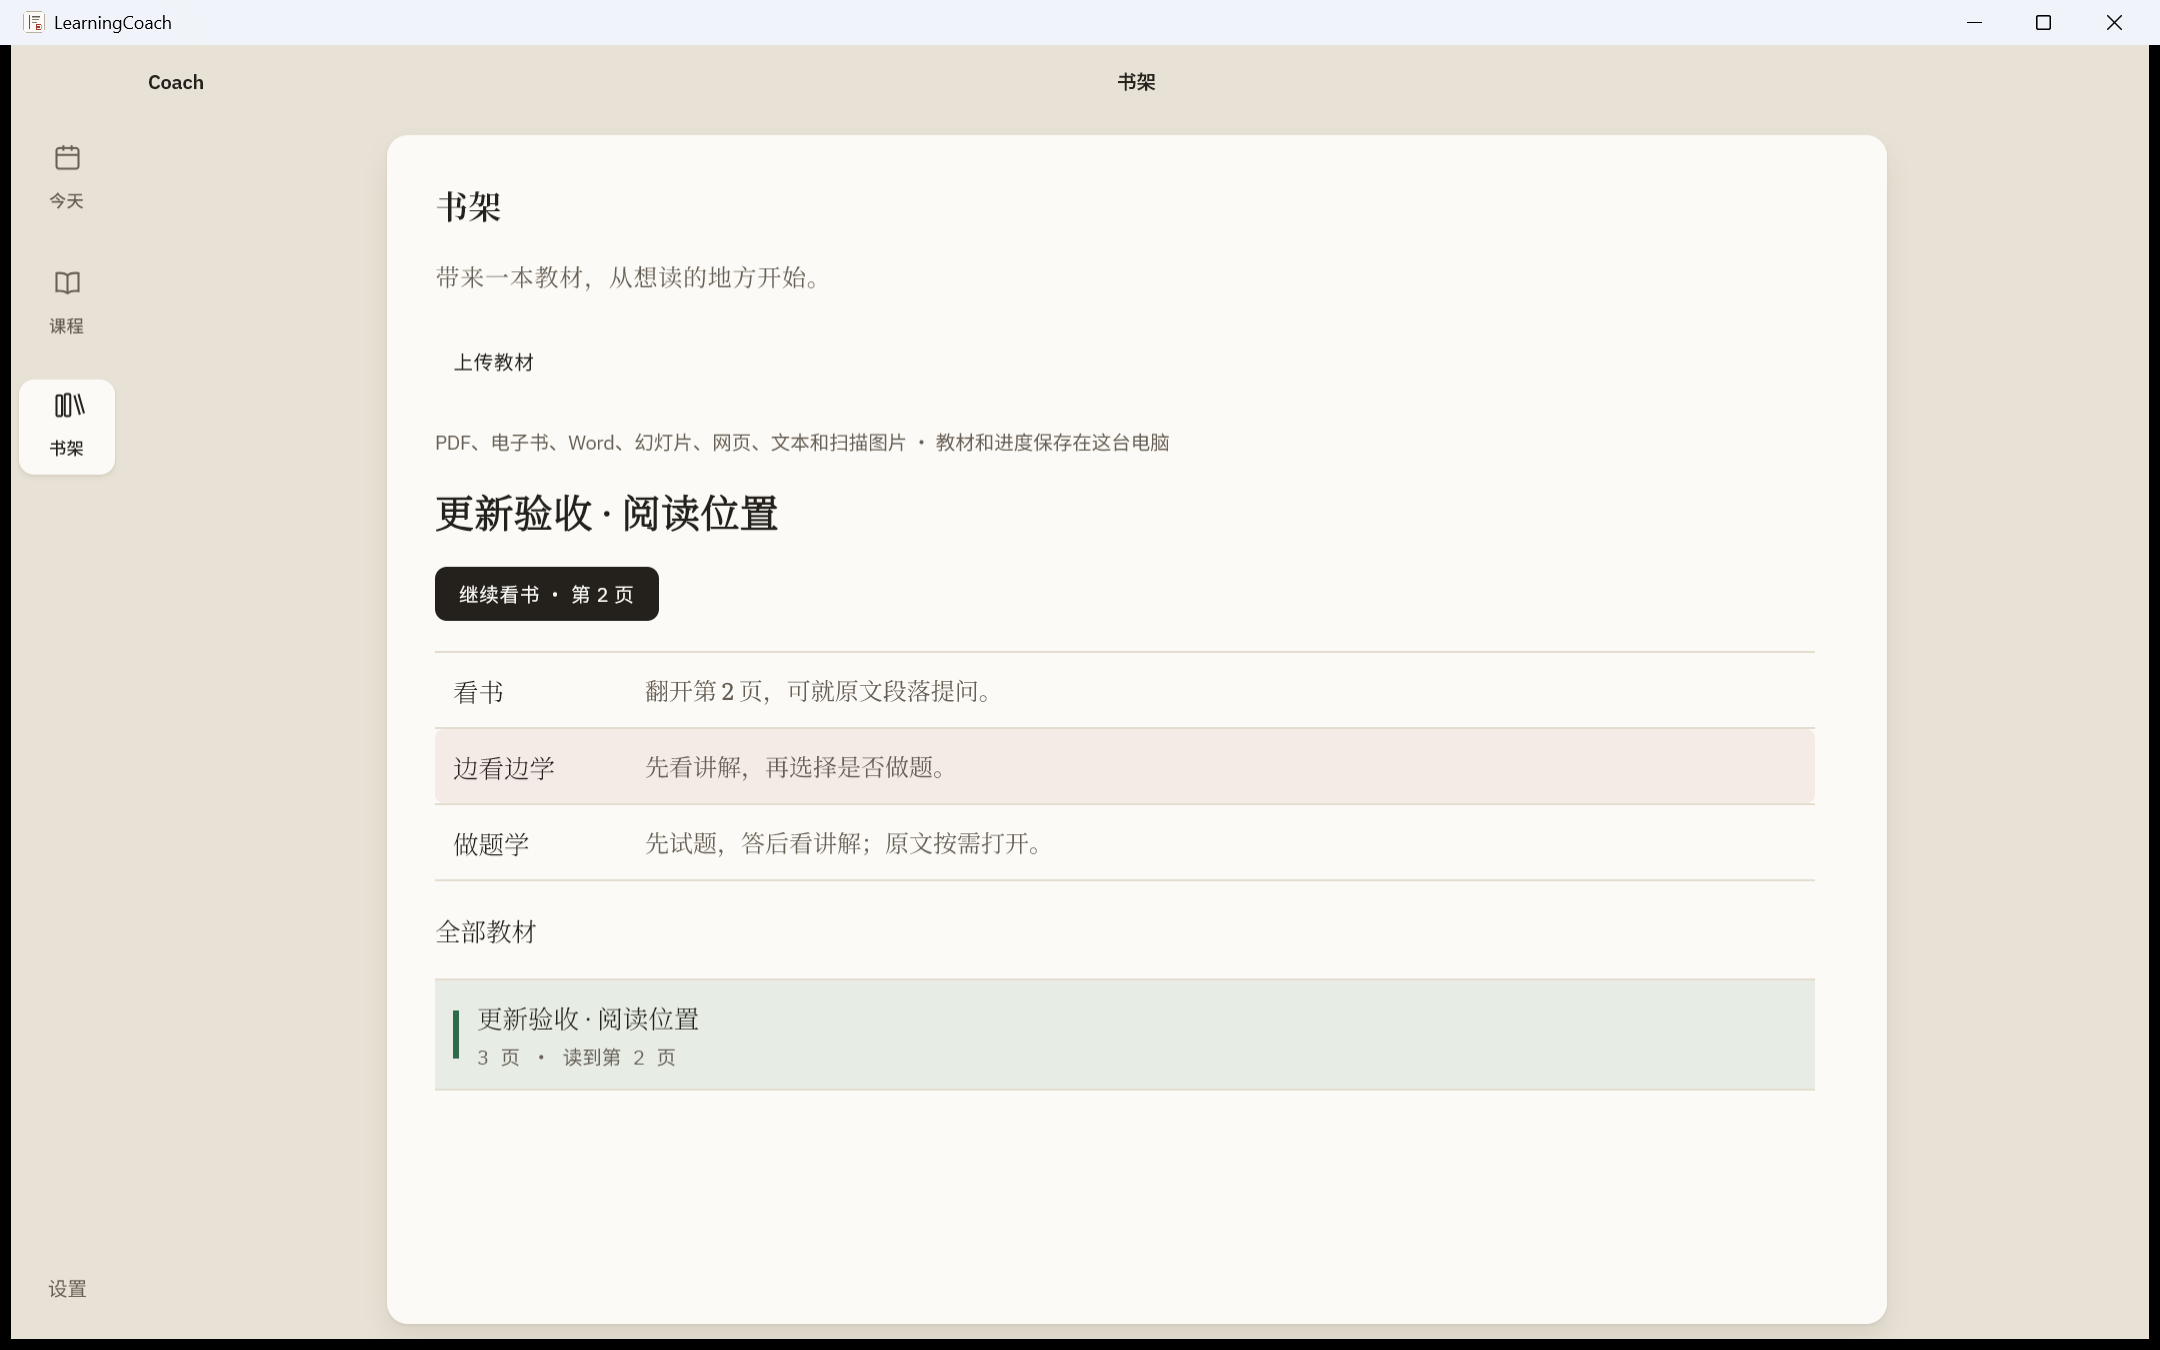 LearningCoach
Coach
书架
今天
课程
书架
设置
书架
带来一本教材，从想读的地方开始。
上传教材
PDF、电子书、Word、幻灯片、网页、文本和扫描图片 · 教材和进度保存在这台电脑
更新验收 · 阅读位置
继续看书 · 第 2 页
看书 翻开第 2 页，可就原文段落提问。
边看边学 先看讲解，再选择是否做题。
做题学 先试题，答后看讲解；原文按需打开。
全部教材
更新验收 · 阅读位置
3 页 · 读到第 2 页